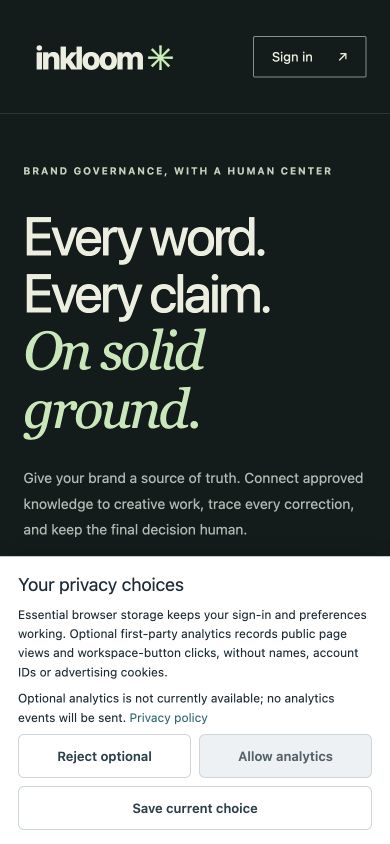 inkloom
Sign in
BRAND GOVERNANCE, WITH A HUMAN CENTER
Every word.
Every claim.
On solid
ground.
Give your brand a source of truth. Connect approved
knowledge to creative work, trace every correction,
and keep the final decision human.
Your privacy choices
Essential browser storage keeps your sign-in and preferences
working. Optional first-party analytics records public page
views and workspace-button clicks, without names, account
IDs or advertising cookies.
Optional analytics is not currently available; no analytics
events will be sent. Privacy policy
Reject optional
Allow analytics
Save current choice